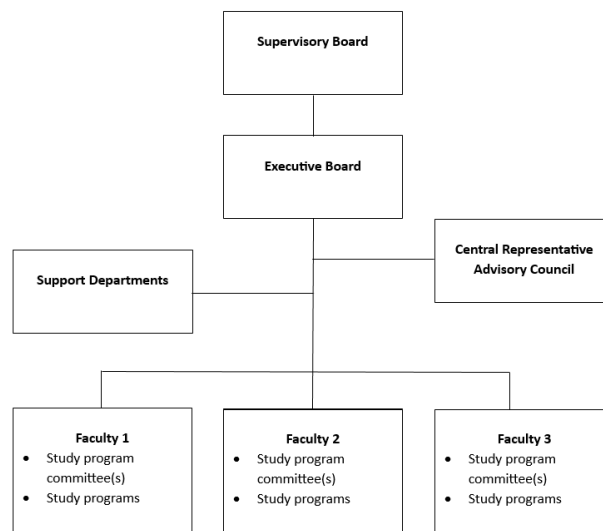 Supervisory Board
Executive Board
Central Representative
Advisory Council
Support Departments
Faculty 1
• Study program
committee(s)
• Study programs
Faculty 2
• Study program
committee(s)
• Study programs
Faculty 3
• Study program
committee(s)
• Study programs